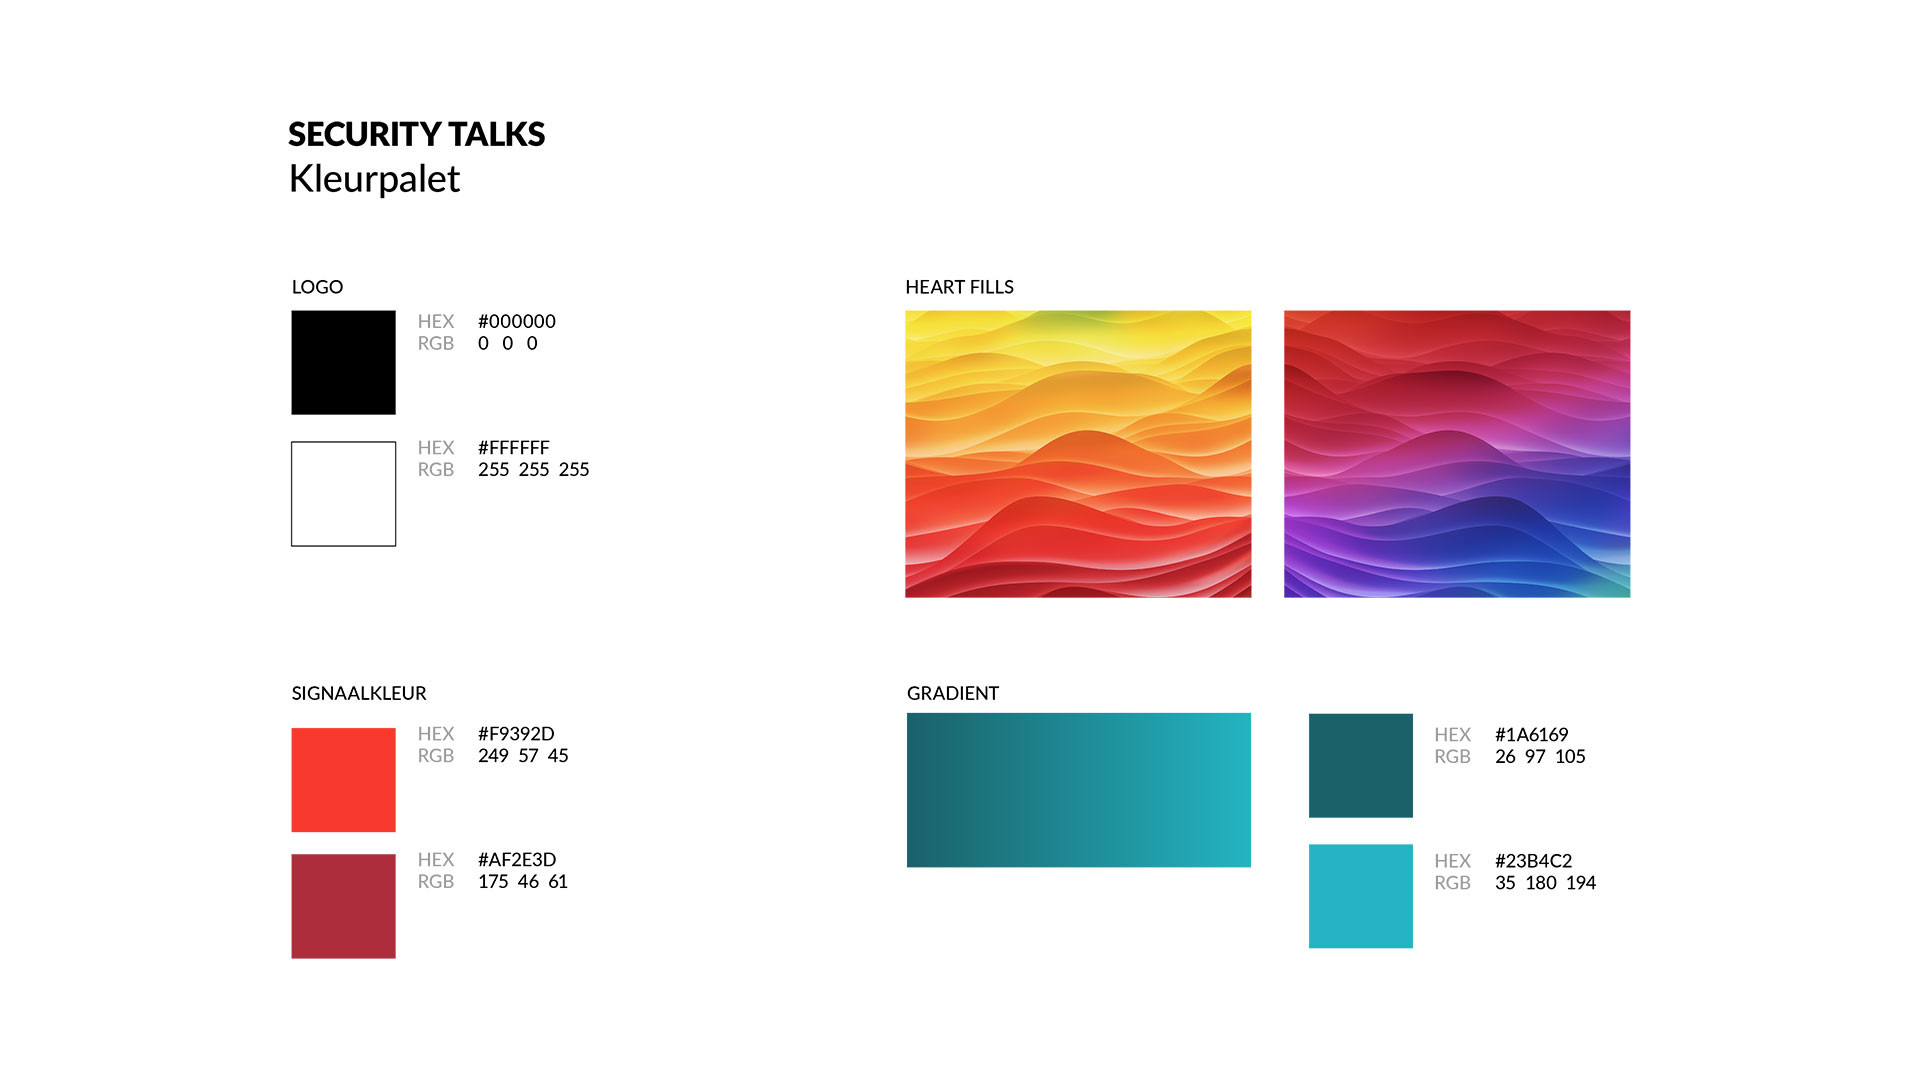 SECURITY TALKS
Kleurpalet
LOGO
HEX #000000
RGB 0 0 0
HEX #FFFFFF
RGB 255 255 255
HEART FILLS
SIGNAALKLEUR
HEX #F9392D
RGB 249 57 45
HEX #AF2E3D
RGB 175 46 61
GRADIENT
HEX #1A6169
RGB 26 97 105
HEX #23B4C2
RGB 35 180 194